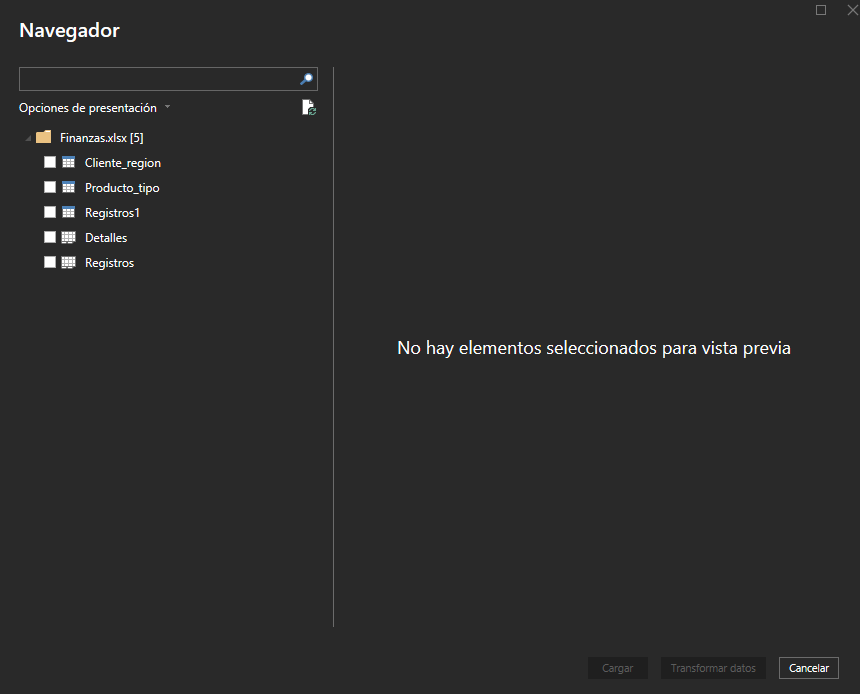 Navegador
Opciones de presentación
Finanzas.xlsx [5]
Cliente_region
Producto_tipo
Registros1
Detalles
Registros
No hay elementos seleccionados para vista previa
Cargar
Transformar datos
Cancelar